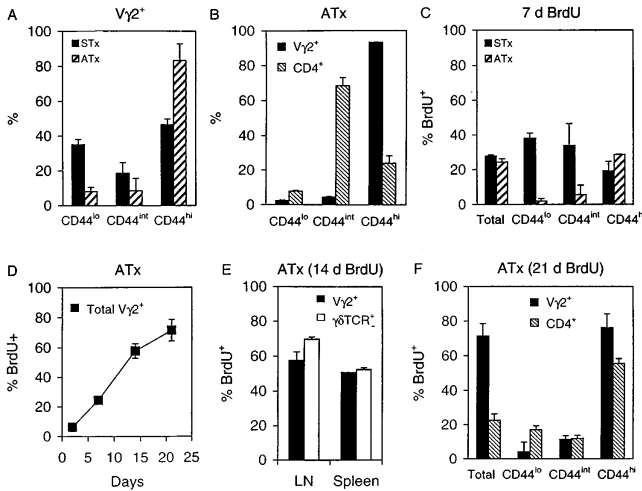 A
Vγ2+
STx
ATx
%
100
80
60
40
20
0
CD44lo CD44int CD44hi
B
ATx
Vγ2+
CD4+
%
100
80
60
40
20
0
CD44lo CD44int CD44hi
C
7 d BrdU
STx
ATx
% BrdU+
100
80
60
40
20
0
Total CD44lo CD44int CD44h
D
ATx
Total Vγ2+
% BrdU+
100
80
60
40
20
0
0 5 10 15 20 25
Days
E
ATx (14 d BrdU)
Vγ2+
γδTCR+
% BrdU+
100
80
60
40
20
0
LN Spleen
F
ATx (21 d BrdU)
Vγ2+
CD4+
% BrdU+
100
80
60
40
20
0
Total CD44lo CD44int CD44hi